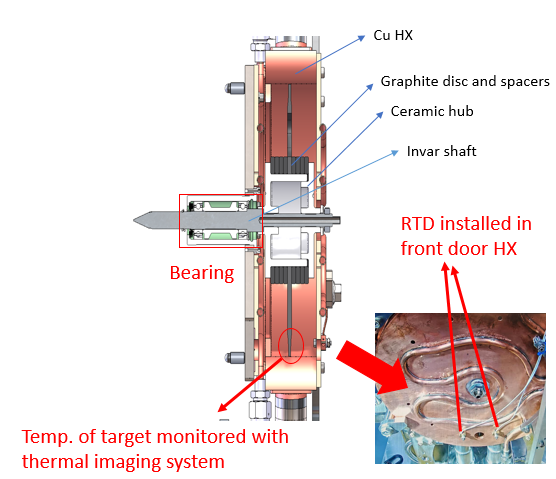 Cu HX
Graphite disc and spacers
Ceramic hub
Invar shaft
RTD installed in
front door HX
Bearing
Temp. of target monitored with
thermal imaging system